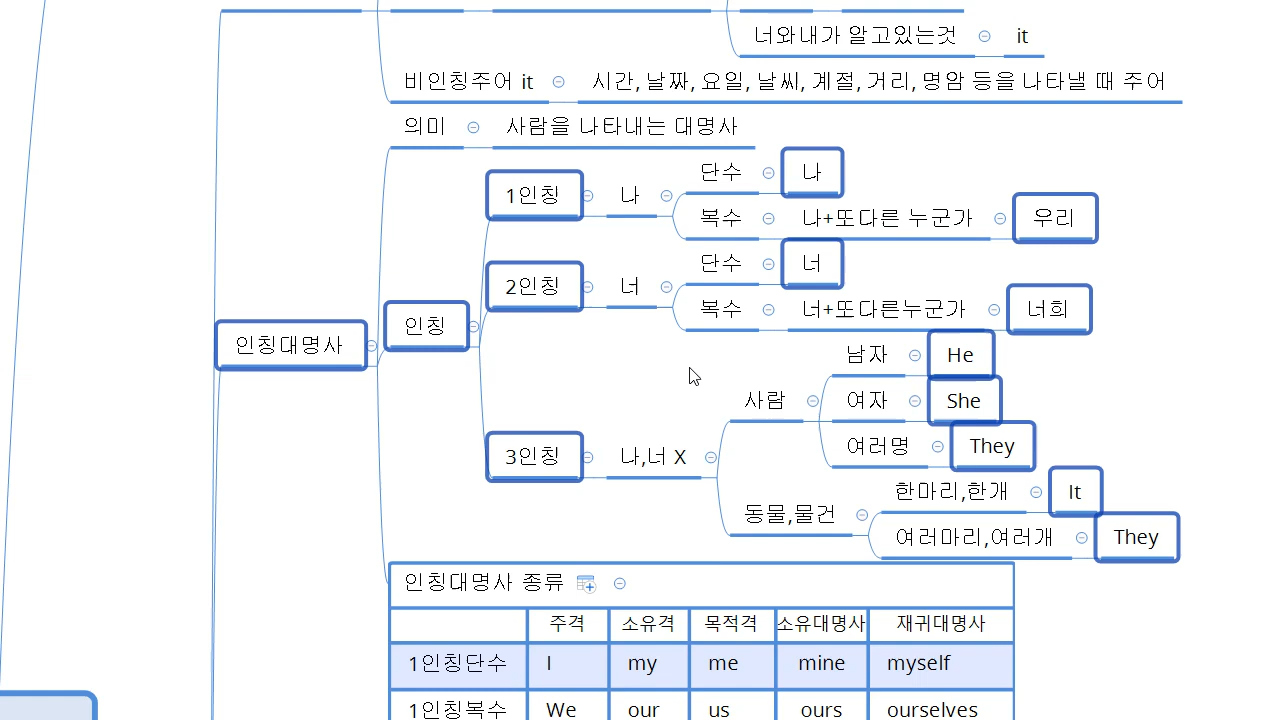 너와내가 알고있는것 it
비인칭주어 it 시간, 날짜, 요일, 날씨, 계절, 거리, 명암 등을 나타낼 때 주어
의미 사람을 나타내는 대명사
인칭대명사
인칭
1인칭 나
단수 나
복수 나+또다른 누군가 우리
2인칭 너
단수 너
복수 너+또다른누군가 너희
3인칭 나,너 X
사람
남자 He
여자 She
여러명 They
동물,물건
한마리,한개 It
여러마리,여러개 They
인칭대명사 종류
주격 소유격 목적격 소유대명사 재귀대명사
1인칭단수 I my me mine myself
1인칭복수 We our us ours ourselves